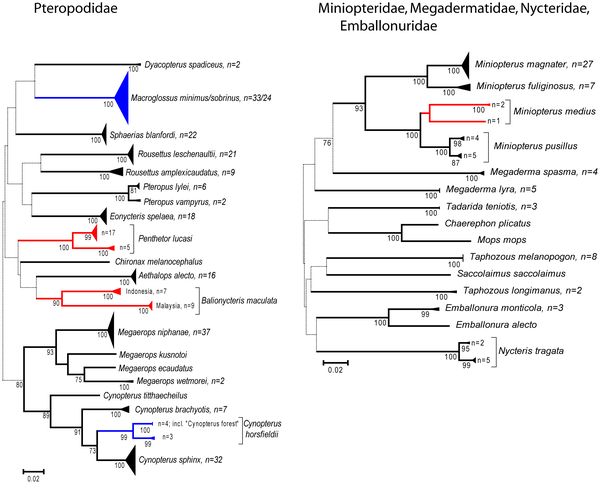 Pteropodidae
Dyacopterus spadiceus, n=2
100
Macroglossus minimus/sobrinus, n=33/24
100
Sphaerias blanfordi, n=22
100
Rousettus leschenaultii, n=21
100
Rousettus amplexicaudatus, n=9
100
Pteropus lylei, n=6
81
100
Pteropus vampyrus, n=2
Eonycteris spelaea, n=18
100
n=17
99
Penthetor lucasi
n=5
100
Chironax melanocephalus
Aethalops alecto, n=16
100
Indonesia, n=7
100
90
Balionycteris maculata
Malaysia, n=9
100
Megaerops niphanae, n=37
100
93
Megaerops kusnotoi
Megaerops ecaudatus
75
Megaerops wetmorei, n=2
100
80
Cynopterus titthaecheilus
89
Cynopterus brachyotis, n=7
100
91
n=4; incl. "Cynopterus forest"
100
Cynopterus horsfieldii
99
n=3
99
73
Cynopterus sphinx, n=32
100
0.02
Miniopteridae, Megadermatidae, Nycteridae,
Emballonuridae
Miniopterus magnater, n=27
100
100
Miniopterus fuliginosus, n=7
100
93
n=2
100
Miniopterus medius
n=1
100
n=4
98
100
Miniopterus pusillus
n=5
87
76
Megaderma spasma, n=4
100
Megaderma lyra, n=5
100
Tadarida teniotis, n=3
100
Chaerephon plicatus
100
Mops mops
Taphozous melanopogon, n=8
100
Saccolaimus saccolaimus
Taphozous longimanus, n=2
100
Emballonura monticola, n=3
99
100
Emballonura alecto
n=2
95
100
Nycteris tragata
n=5
99
0.02